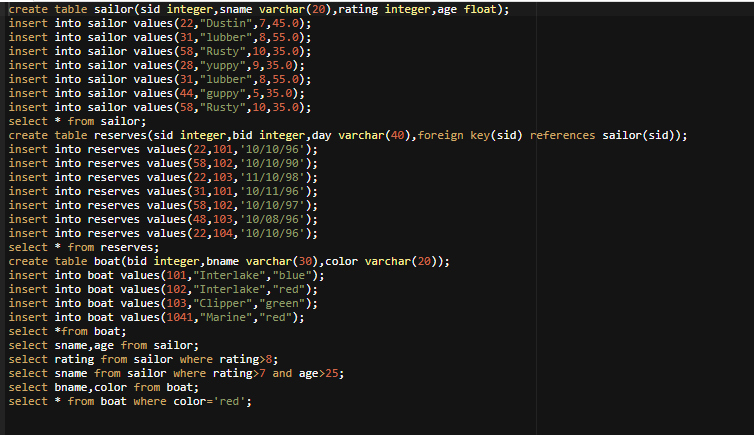 create table sailor(sid integer,sname varchar(20),rating integer,age float);
insert into sailor values(22,"Dustin",7,45.0);
insert into sailor values(31,"lubber",8,55.0);
insert into sailor values(58,"Rusty",10,35.0);
insert into sailor values(28,"yuppy",9,35.0);
insert into sailor values(31,"lubber",8,55.0);
insert into sailor values(44,"guppy",5,35.0);
insert into sailor values(58,"Rusty",10,35.0);
select * from sailor;
create table reserves(sid integer,bid integer,day varchar(40),foreign key(sid) references sailor(sid));
insert into reserves values(22,101,'10/10/96');
insert into reserves values(58,102,'10/10/90');
insert into reserves values(22,103,'11/10/98');
insert into reserves values(31,101,'10/11/96');
insert into reserves values(58,102,'10/10/97');
insert into reserves values(48,103,'10/08/96');
insert into reserves values(22,104,'10/10/96');
select * from reserves;
create table boat(bid integer,bname varchar(30),color varchar(20));
insert into boat values(101,"Interlake","blue");
insert into boat values(102,"Interlake","red");
insert into boat values(103,"Clipper","green");
insert into boat values(1041,"Marine","red");
select *from boat;
select sname,age from sailor;
select rating from sailor where rating>8;
select sname from sailor where rating>7 and age>25;
select bname,color from boat;
select * from boat where color='red';